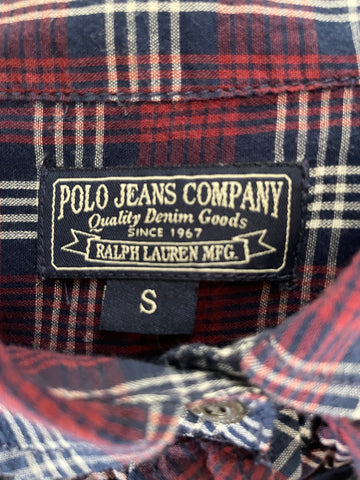 POLO JEANS COMPANY
Quality Denim Goods
SINCE 1967
RALPH LAUREN MFG.
S